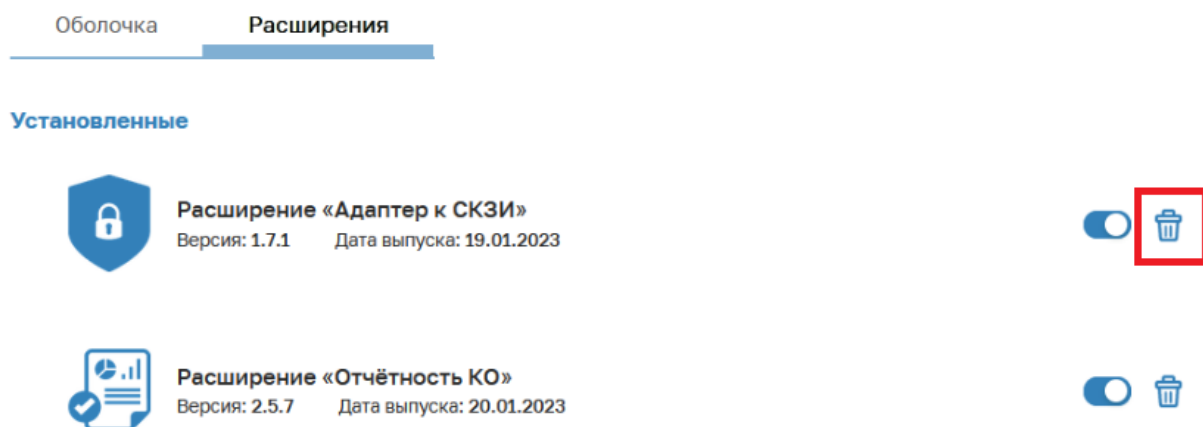 Оболочка Расширения
Установленные
Расширение «Адаптер к СКЗИ»
Версия: 1.7.1 Дата выпуска: 19.01.2023
Расширение «Отчётность КО»
Версия: 2.5.7 Дата выпуска: 20.01.2023